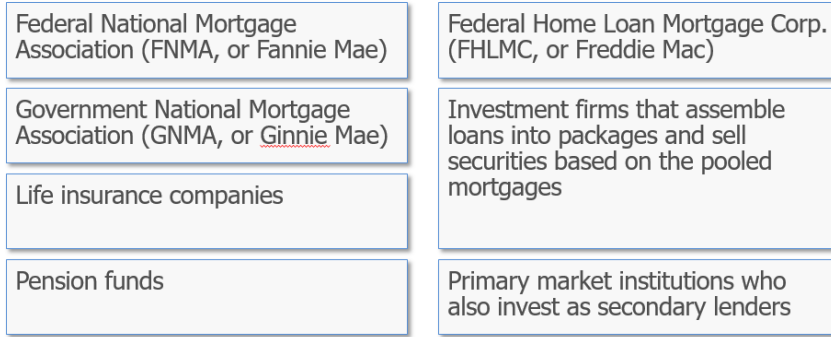 Federal National Mortgage
Association (FNMA, or Fannie Mae)
Federal Home Loan Mortgage Corp.
(FHLMC, or Freddie Mac)
Government National Mortgage
Association (GNMA, or Ginnie Mae)
Investment firms that assemble
loans into packages and sell
securities based on the pooled
mortgages
Life insurance companies
Pension funds
Primary market institutions who
also invest as secondary lenders